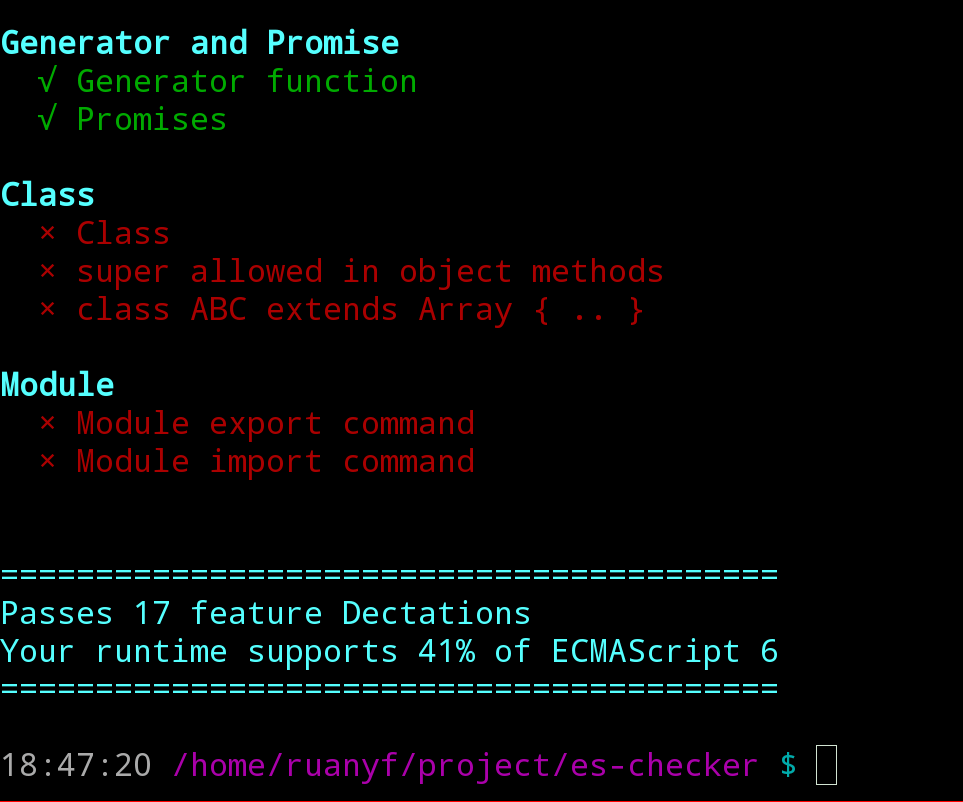 Generator and Promise
√ Generator function
√ Promises
Class
× Class
× super allowed in object methods
× class ABC extends Array { .. }
Module
× Module export command
× Module import command
=========================================
Passes 17 feature Dectations
Your runtime supports 41% of ECMAScript 6
=========================================
18:47:20 /home/ruanyf/project/es-checker $